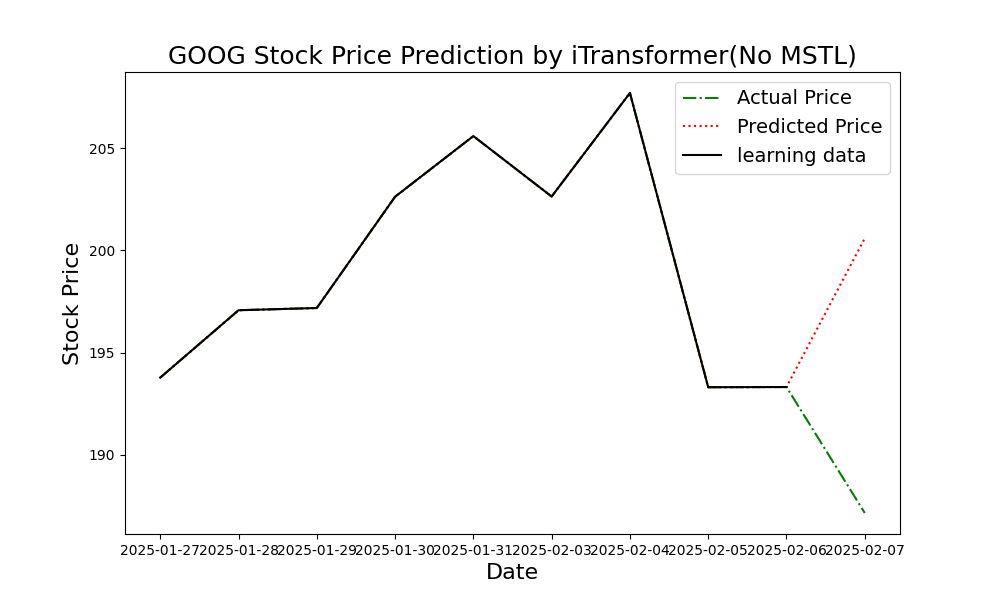 GOOG Stock Price Prediction by iTransformer(No MSTL)
Actual Price
Predicted Price
learning data
205
200
195
190
Stock Price
2025-01-27 2025-01-28 2025-01-29 2025-01-30 2025-01-31 2025-02-03 2025-02-04 2025-02-05 2025-02-06 2025-02-07
Date